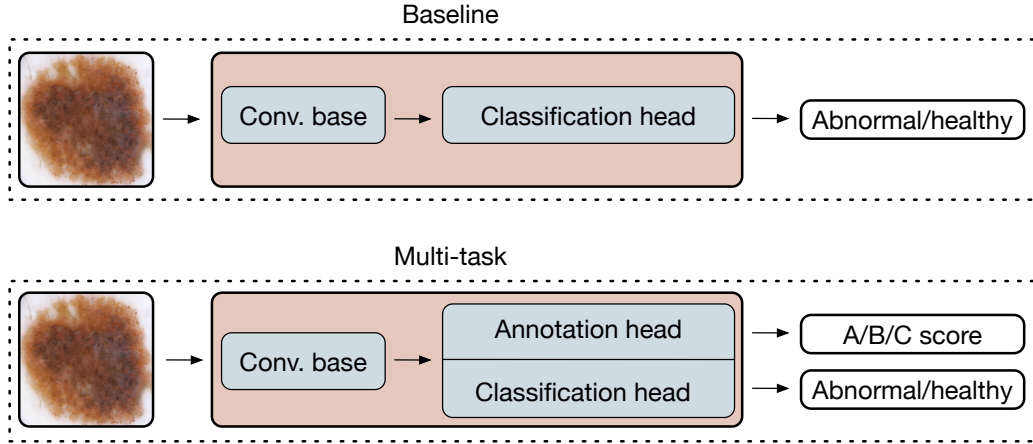 Baseline
Conv. base
Classification head
Abnormal/healthy
Multi-task
Conv. base
Annotation head
Classification head
A/B/C score
Abnormal/healthy